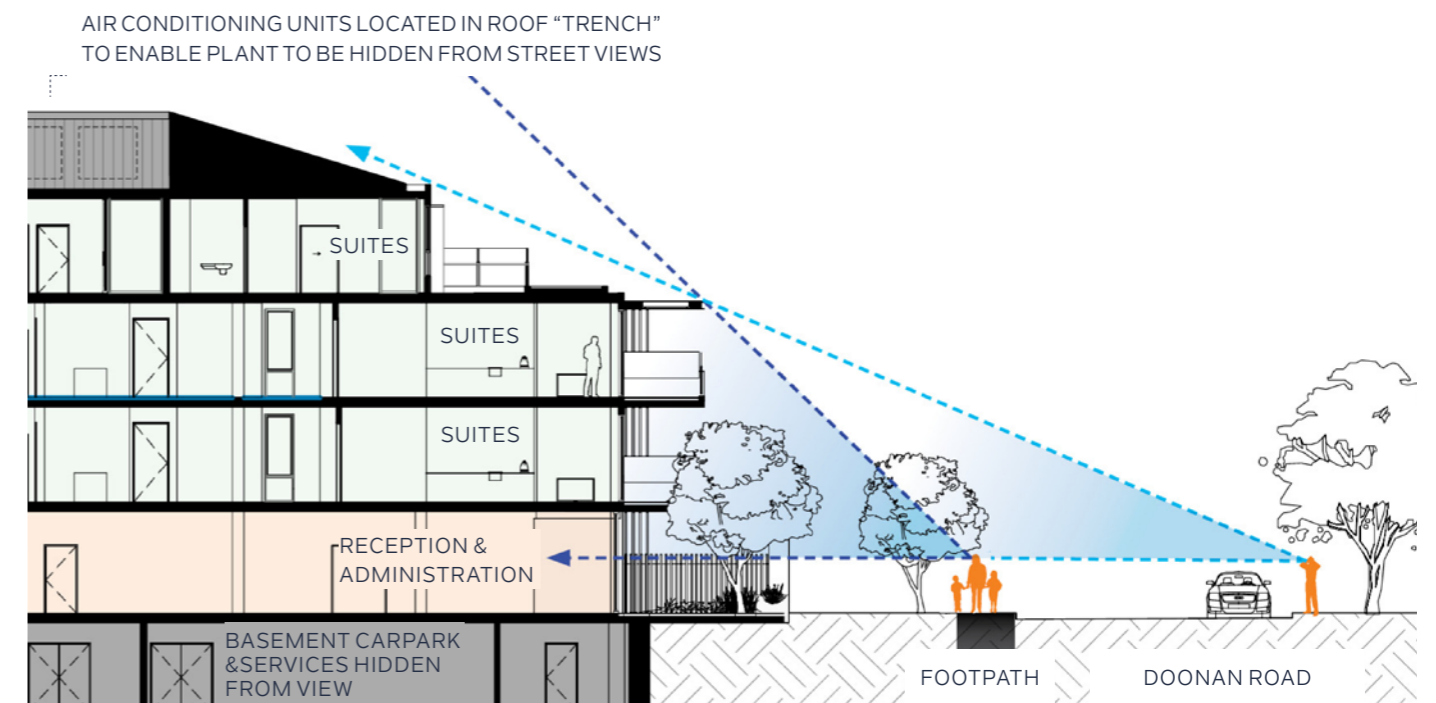 AIR CONDITIONING UNITS LOCATED IN ROOF “TRENCH”
TO ENABLE PLANT TO BE HIDDEN FROM STREET VIEWS
SUITES
SUITES
SUITES
RECEPTION &
ADMINISTRATION
BASEMENT CARPARK
&SERVICES HIDDEN
FROM VIEW
FOOTPATH
DOONAN ROAD